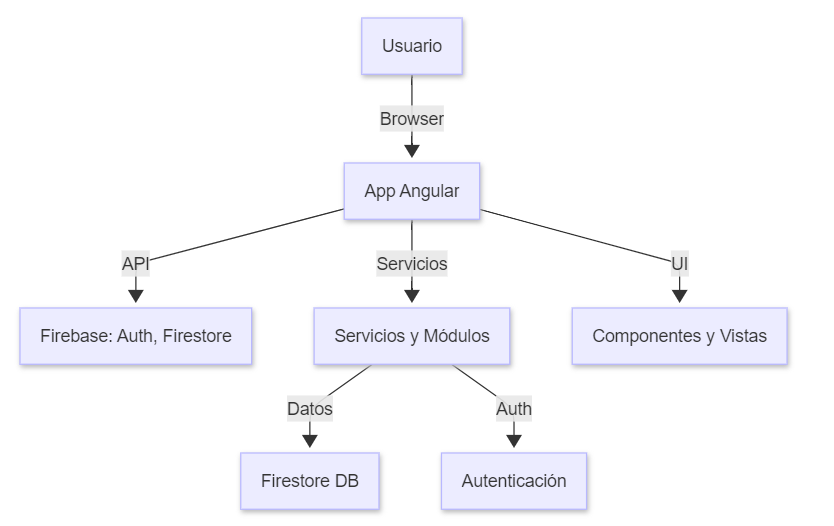 Usuario
Browser
App Angular
API
Servicios
UI
Firebase: Auth, Firestore
Servicios y Módulos
Componentes y Vistas
Datos
Auth
Firestore DB
Autenticación